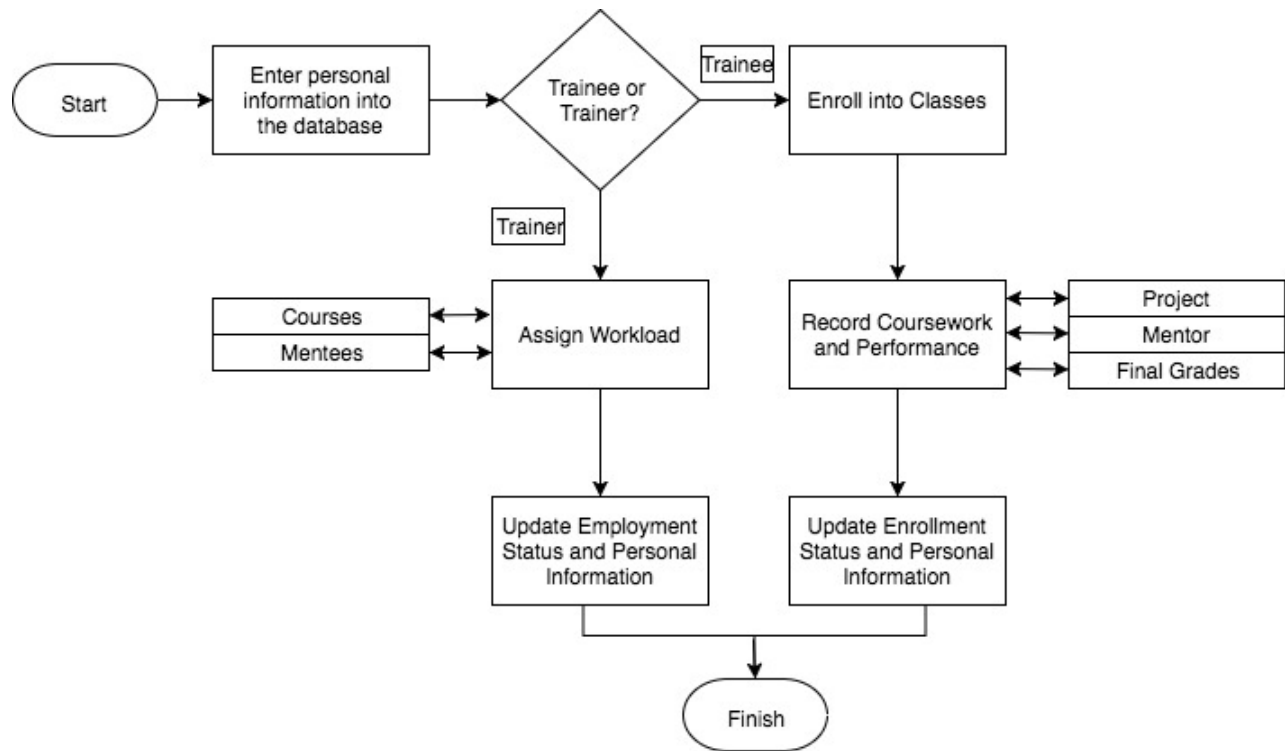 Start
Enter personal
information into
the database
Trainee or
Trainer?
Trainee
Enroll into Classes
Trainer
Courses
Mentees
Assign Workload
Record Coursework
and Performance
Project
Mentor
Final Grades
Update Employment
Status and Personal
Information
Update Enrollment
Status and Personal
Information
Finish